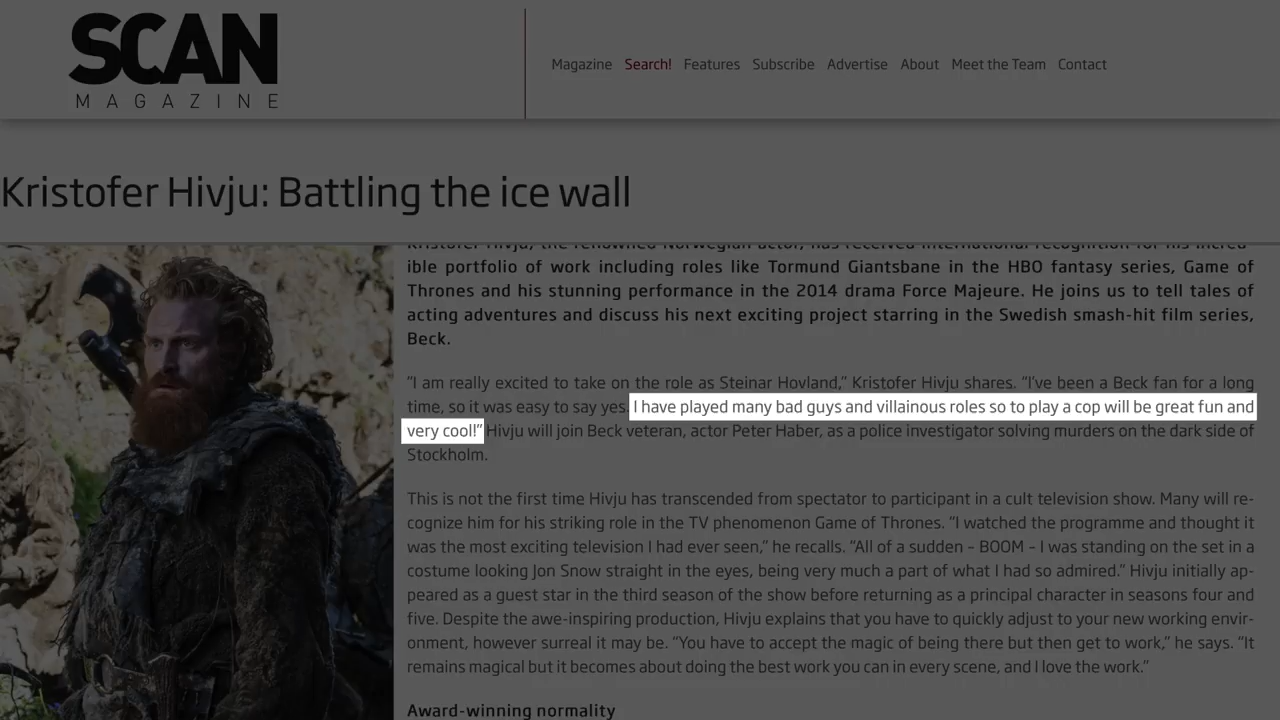 SCAN
MAGAZINE
Magazine Search! Features Subscribe Advertise About Meet the Team Contact
Kristofer Hivju: Battling the ice wall
Kristofer Hivju, the renowned Norwegian actor, has received international recognition for his incred-
ible portfolio of work including roles like Tormund Giantsbane in the HBO fantasy series, Game of
Thrones and his stunning performance in the 2014 drama Force Majeure. He joins us to tell tales of
acting adventures and discuss his next exciting project starring in the Swedish smash-hit film series,
Beck.
“I am really excited to take on the role as Steinar Hovland,” Kristofer Hivju shares. “I’ve been a Beck fan for a long
time, so it was easy to say yes. I have played many bad guys and villainous roles so to play a cop will be great fun and
very cool!” Hivju will join Beck veteran, actor Peter Haber, as a police investigator solving murders on the dark side of
Stockholm.
This is not the first time Hivju has transcended from spectator to participant in a cult television show. Many will re-
cognize him for his striking role in the TV phenomenon Game of Thrones. “I watched the programme and thought it
was the most exciting television I had ever seen,” he recalls. “All of a sudden – BOOM – I was standing on the set in a
costume looking Jon Snow straight in the eyes, being very much a part of what I had so admired.” Hivju initially ap-
peared as a guest star in the third season of the show before returning as a principal character in seasons four and
five. Despite the awe-inspiring production, Hivju explains that you have to quickly adjust to your new working envir-
onment, however surreal it may be. “You have to accept the magic of being there but then get to work,” he says. “It
remains magical but it becomes about doing the best work you can in every scene, and I love the work.”
Award-winning normality